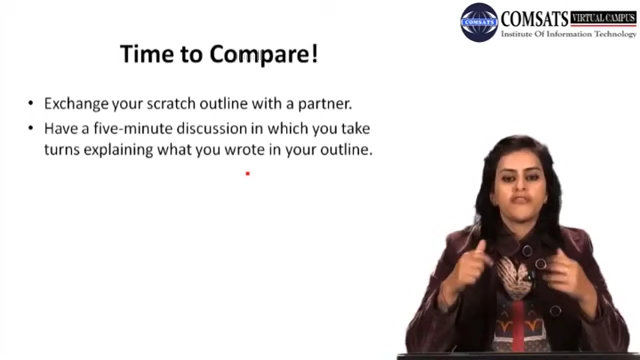 COMSATS VIRTUAL CAMPUS
Institute Of Information Technology
Time to Compare!
• Exchange your scratch outline with a partner.
• Have a five-minute discussion in which you take
turns explaining what you wrote in your outline.